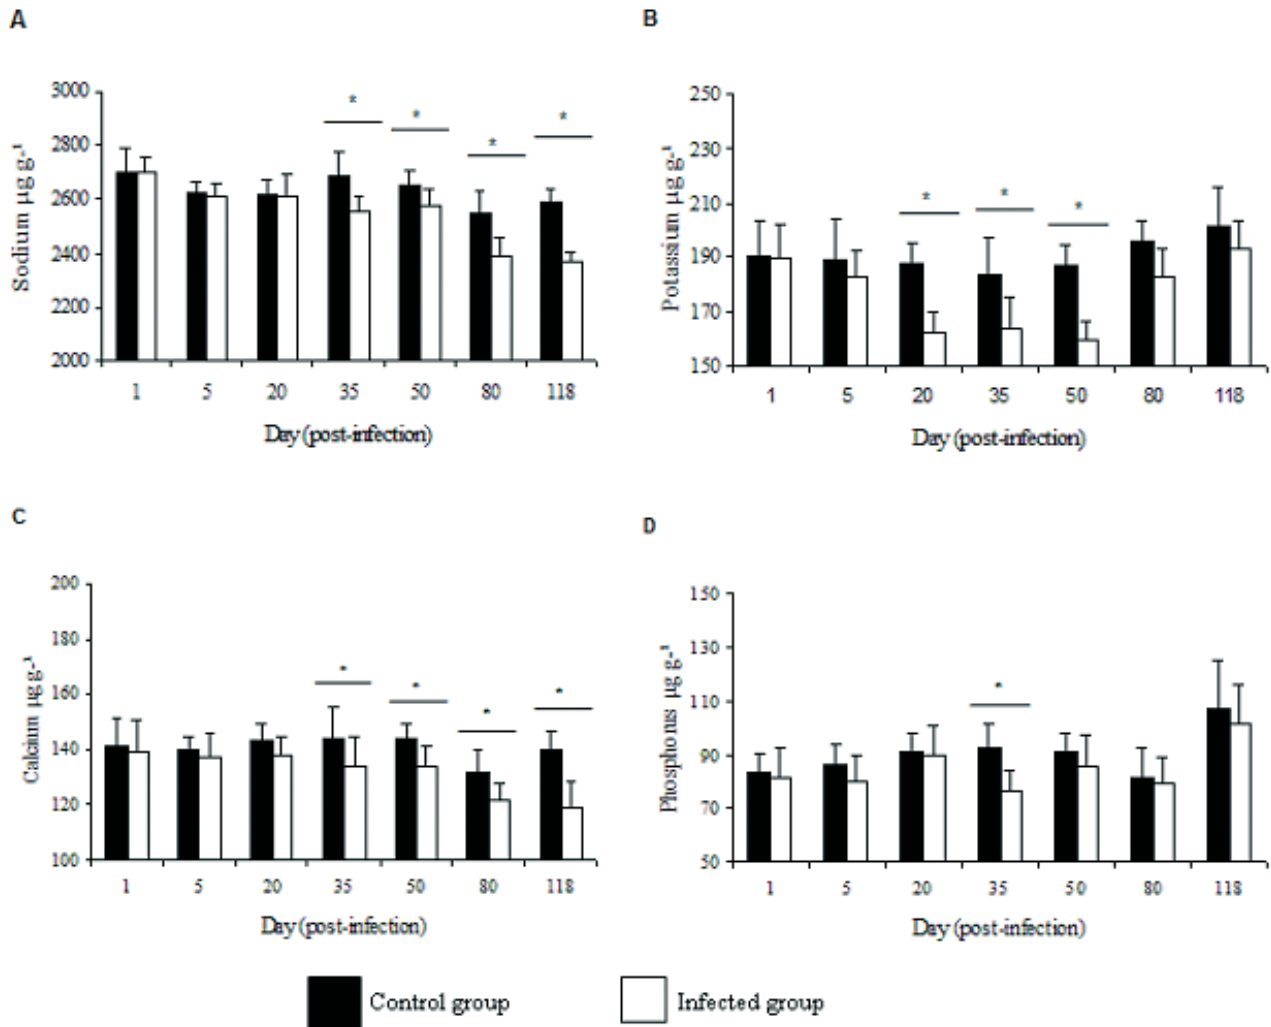 A
3000
2800
2600
2400
2200
2000
Sodium µg g-¹
* * * *
1 5 20 35 50 80 118
Day (post-infection)
B
250
230
210
190
170
150
Potassium µg g-¹
* * *
1 5 20 35 50 80 118
Day (post-infection)
C
200
180
160
140
120
100
Calcium µg g-¹
* * * *
1 5 20 35 50 80 118
Day (post-infection)
D
150
130
110
90
70
50
Phosphorus µg g-¹
*
1 5 20 35 50 80 118
Day (post-infection)
Control group
Infected group